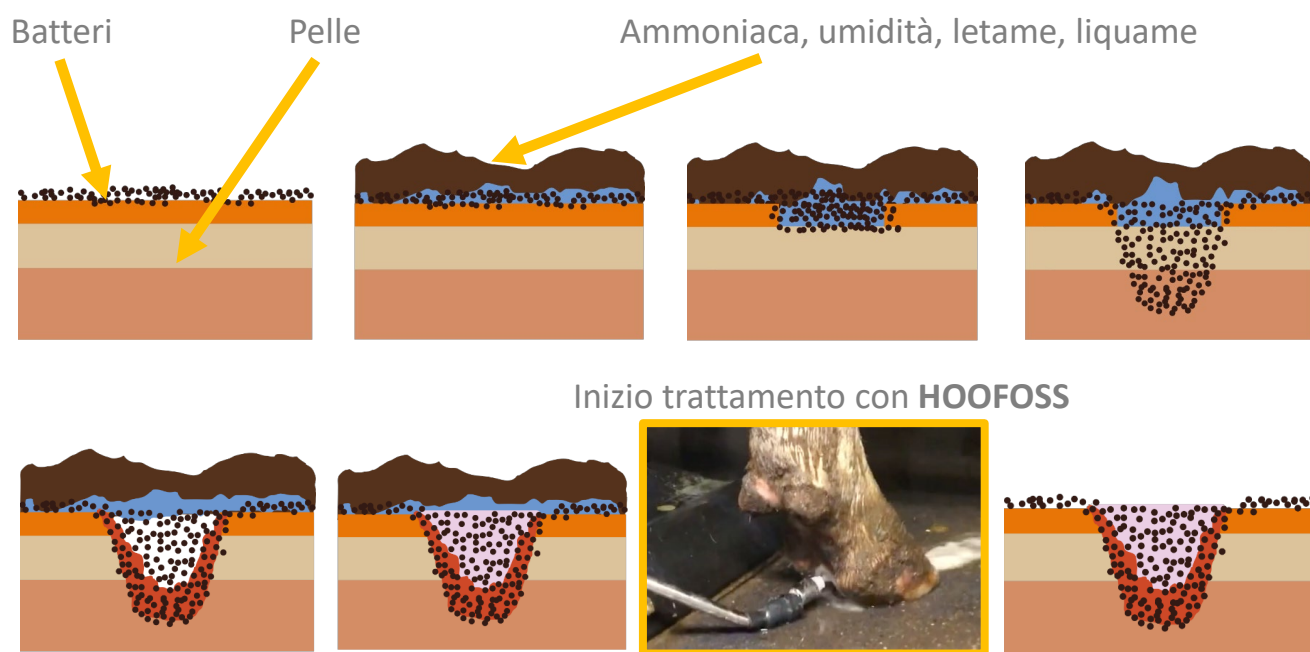 Batteri
Pelle
Ammoniaca, umidità, letame, liquame
Inizio trattamento con HOOFOSS